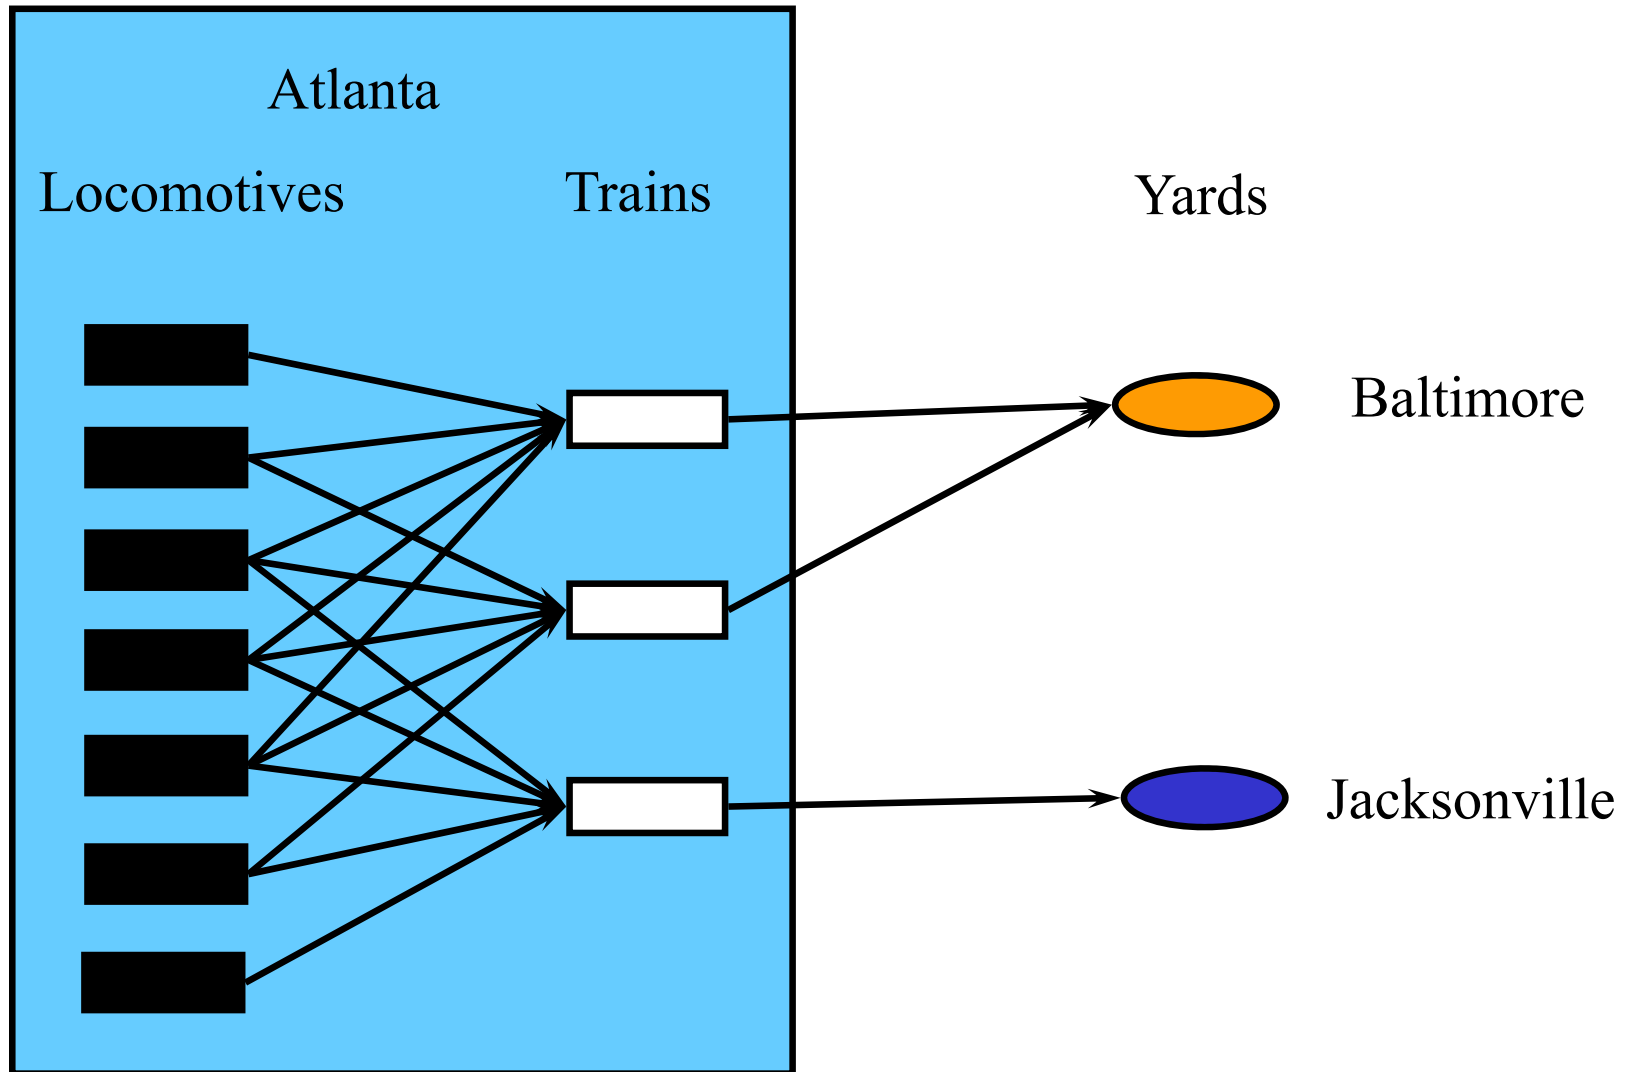 Atlanta
Locomotives
Trains
Yards
Baltimore
Jacksonville